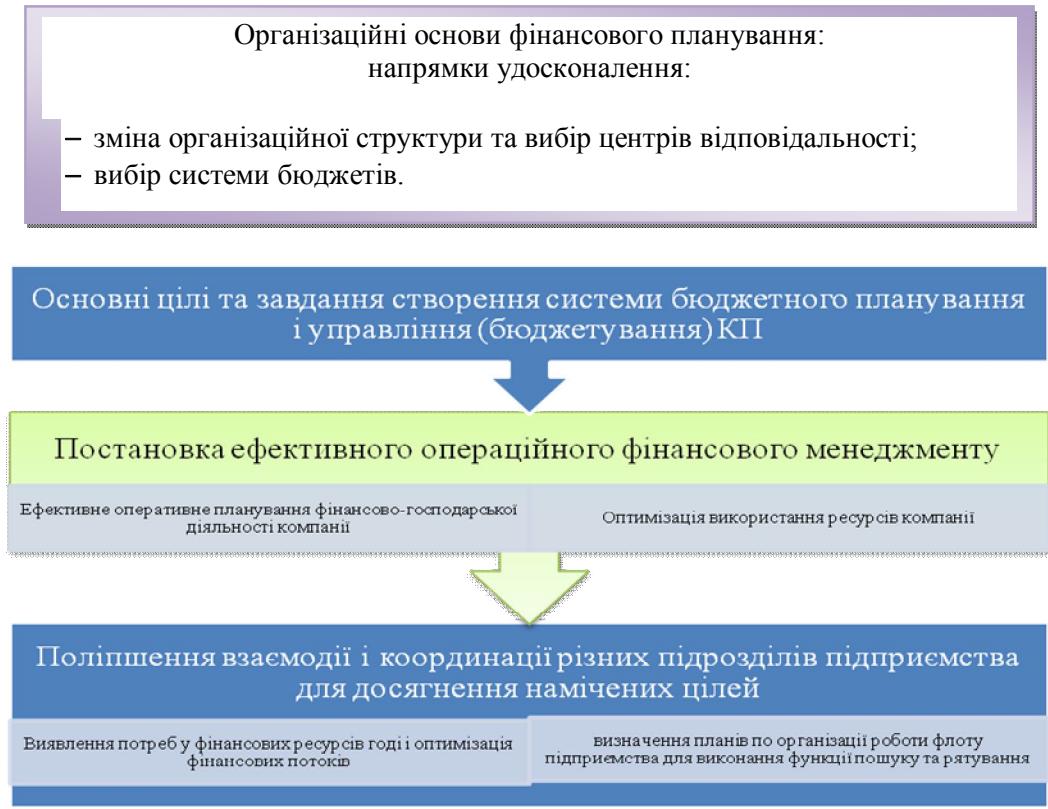 Організаційні основи фінансового планування:
напрямки удосконалення:
– зміна організаційної структури та вибір центрів відповідальності;
– вибір системи бюджетів.
Основні цілі та завдання створення системи бюджетного планування
і управління (бюджетування) КП
Постановка ефективного операційного фінансового менеджменту
Ефективне оперативне планування фінансово-господарської
діяльності компанії
Оптимізація використання ресурсів компанії
Поліпшення взаємодії і координації різних підрозділів підприємства
для досягнення намічених цілей
Виявлення потреб у фінансових ресурсів годі і оптимізація
фінансових потоків
визначення планів по організації роботи флоту
підприємства для виконання функції пошуку та рятування